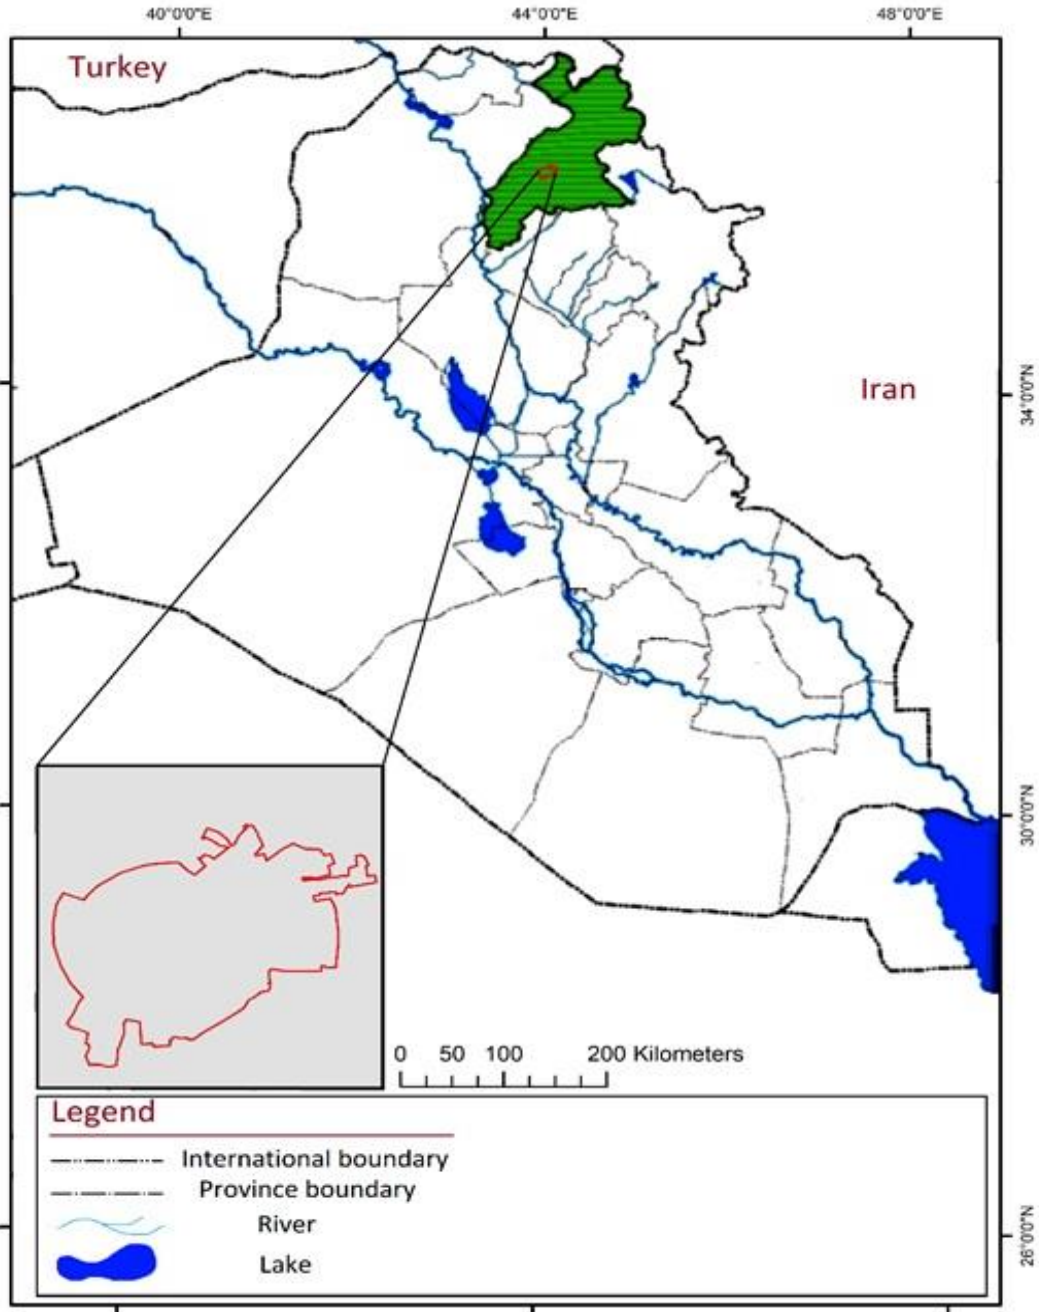 40°0'0"E 44°0'0"E 48°0'0"E
Turkey
Iran
34°0'0"N
30°0'0"N
0 50 100 200 Kilometers
Legend
International boundary
Province boundary
River
Lake
26°0'0"N